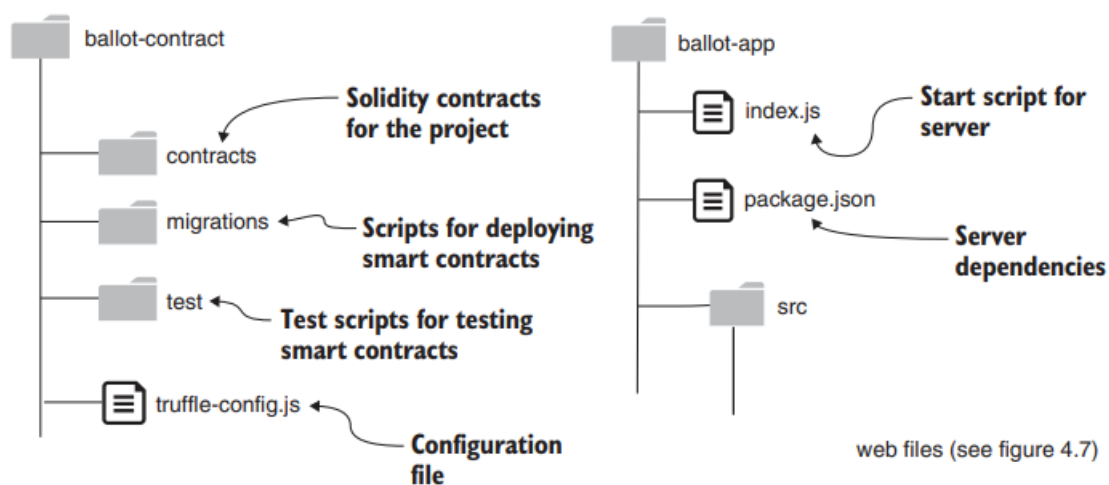 ballot-contract
Solidity contracts
for the project
contracts
migrations
Scripts for deploying
smart contracts
test
Test scripts for testing
smart contracts
truffle-config.js
Configuration
file
ballot-app
index.js
Start script for
server
package.json
Server
dependencies
src
web files (see figure 4.7)